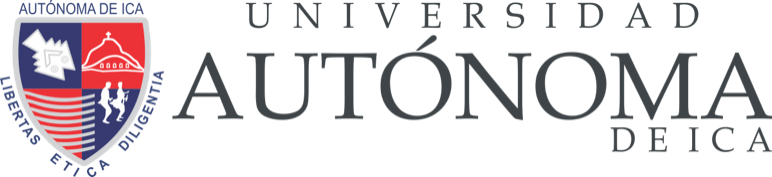 AUTÓNOMA DE ICA
LIBERTAS ETICA DILIGENTIA
UNIVERSIDAD
AUTÓNOMA
DE ICA